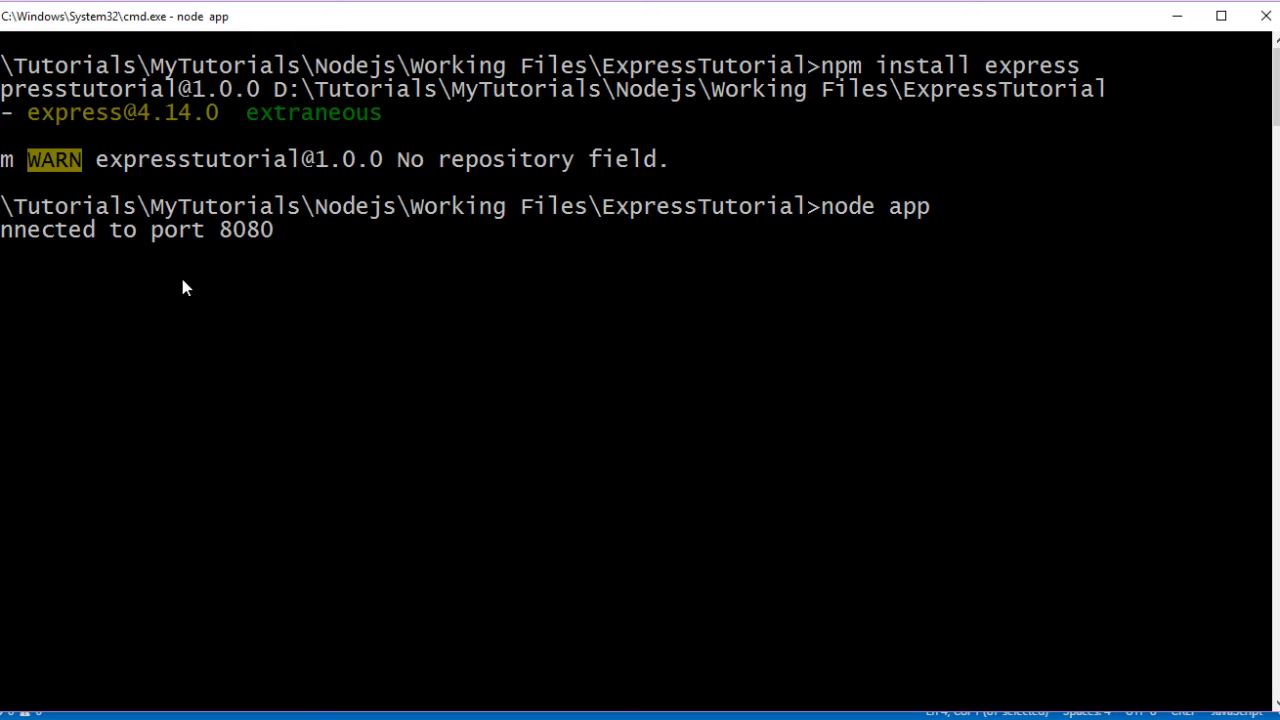 C:\Windows\System32\cmd.exe - node app
\Tutorials\MyTutorials\Nodejs\Working Files\ExpressTutorial>npm install express
presstutorial@1.0.0 D:\Tutorials\MyTutorials\Nodejs\Working Files\ExpressTutorial
- express@4.14.0 extraneous
m WARN expresstutorial@1.0.0 No repository field.
\Tutorials\MyTutorials\Nodejs\Working Files\ExpressTutorial>node app
nnected to port 8080